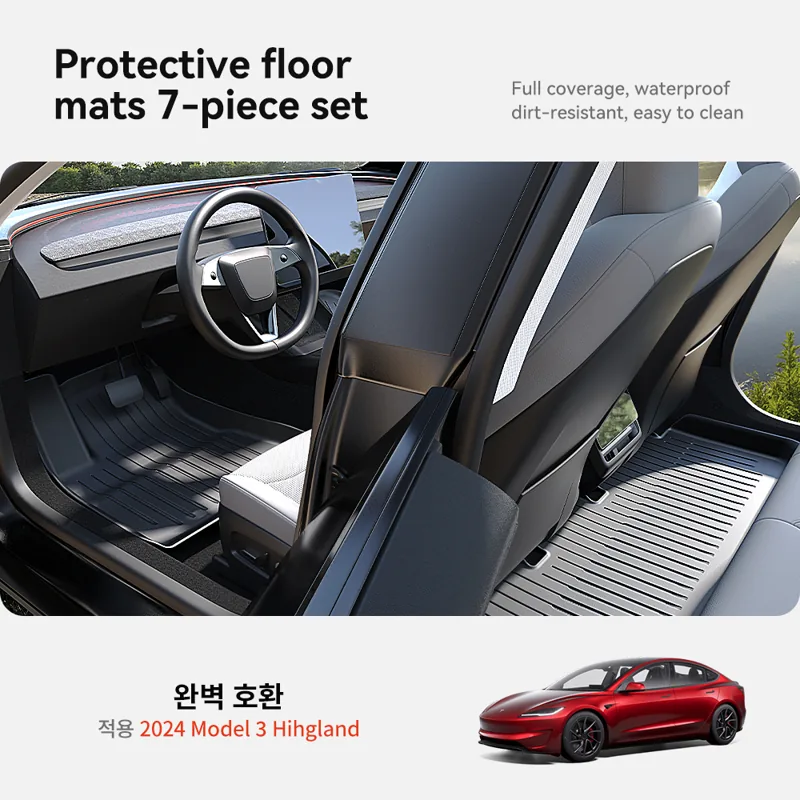 Protective floor
mats 7-piece set
Full coverage, waterproof
dirt-resistant, easy to clean
완벽 호환
적용 2024 Model 3 Hihgland